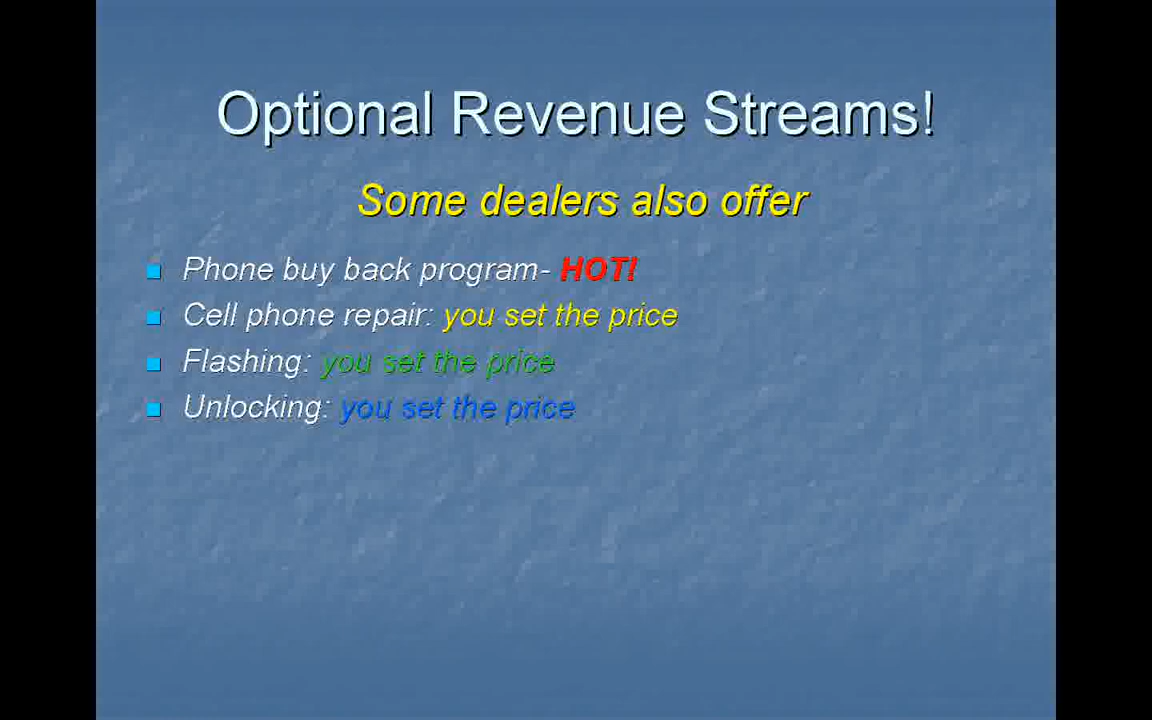 Optional Revenue Streams!
Some dealers also offer
Phone buy back program- HOT!
Cell phone repair: you set the price
Flashing: you set the price
Unlocking: you set the price